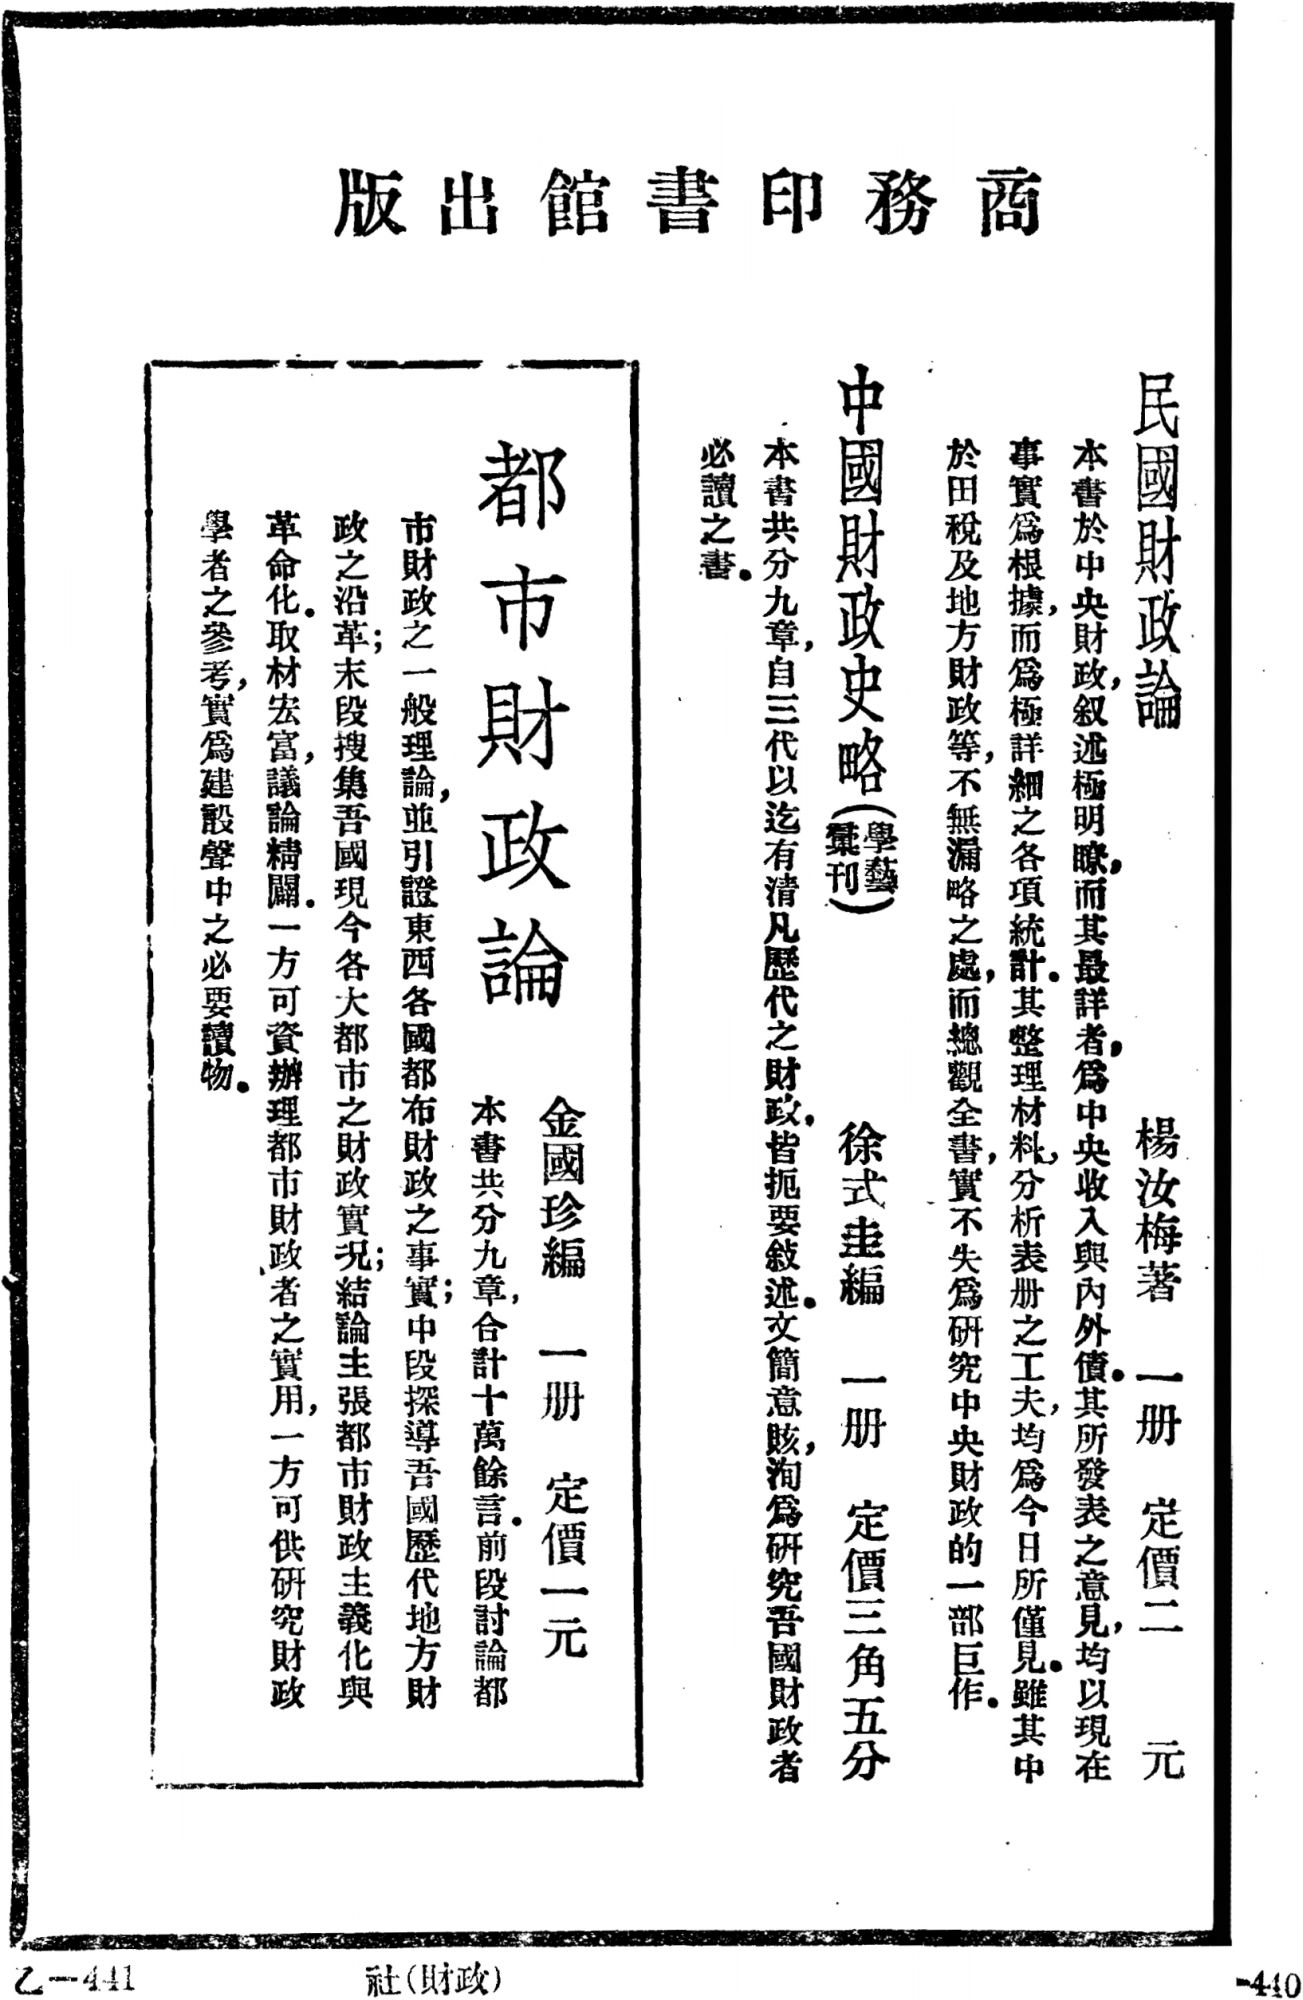 商務印書館出版
民國財政論 楊汝梅著 一册 定價二元
本書於中央財政，叙述極明瞭，而其最詳者，爲中央收入與內外債。其所發表之意見，均以現在
事實爲根據，而爲極詳細之各項統計。其整理材料，分析表册之工夫，均爲今日所僅見。雖其中
於田稅及地方財政等，不無漏略之處，而總觀全書，實不失爲研究中央財政的一部巨作。
中國財政史略（學藝彙刊） 徐式圭編 一册 定價三角五分
本書共分九章，自三代以迄有清凡歷代之財政，皆扼要敍述。文簡意賅，洵爲研究吾國財政者
必讀之書。
都市財政論 金國珍編 一册 定價一元
本書共分九章，合計十萬餘言。前段討論都
市財政之一般理論，並引證東西各國都布財政之事實；中段探導吾國歷代地方財
政之沿革；末段搜集吾國現今各大都市之財政實況；結論主張都市財政主義化與
革命化。取材宏富，議論精闢。一方可資辦理都市財政者之實用，一方可供研究財政
學者之參考，實爲建設聲中之必要讀物。
乙—441
社(財政)
-440